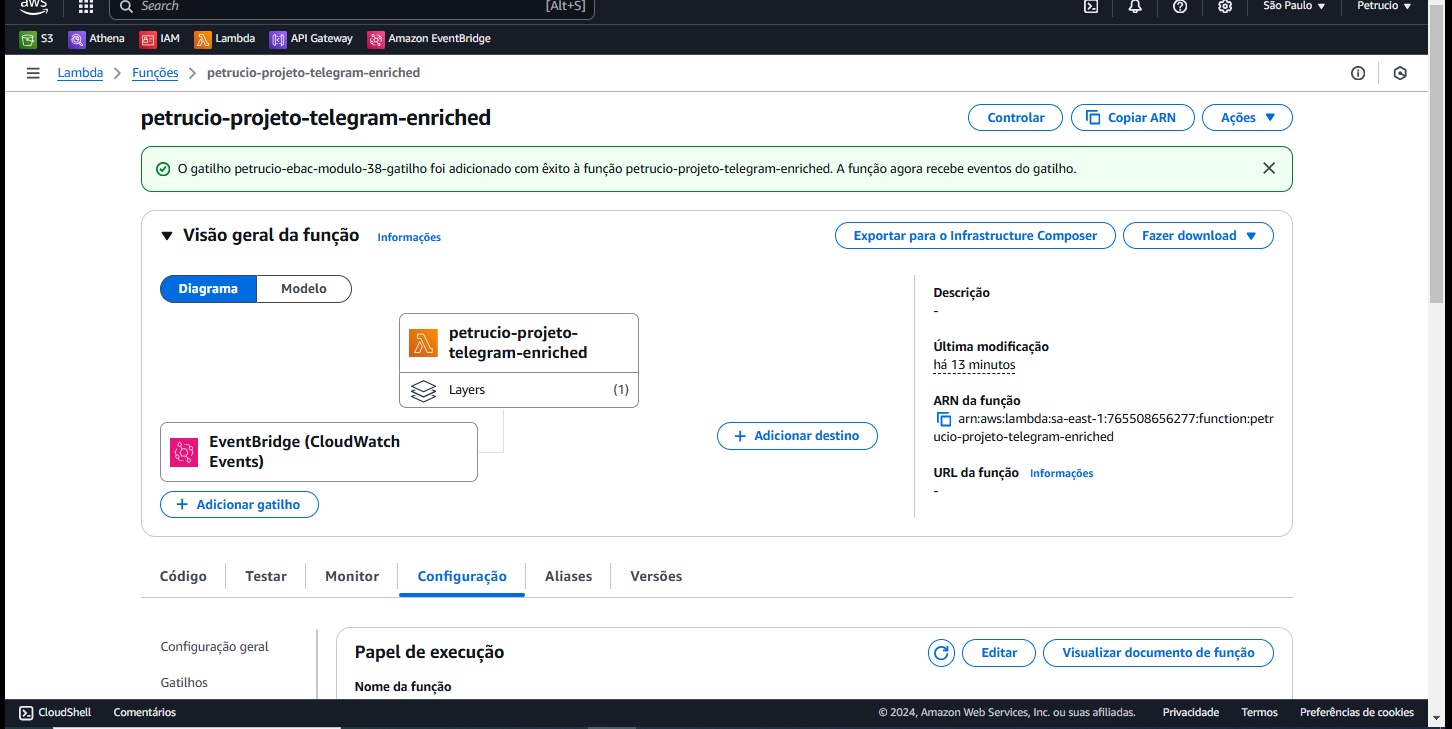 aws
Search
[Alt+S]
São Paulo
Petrucio
S3
Athena
IAM
Lambda
API Gateway
Amazon EventBridge
Lambda
Funções
petrucio-projeto-telegram-enriched
petrucio-projeto-telegram-enriched
Controlar
Copiar ARN
Ações
O gatilho petrucio-ebac-modulo-38-gatilho foi adicionado com êxito à função petrucio-projeto-telegram-enriched. A função agora recebe eventos do gatilho.
Visão geral da função
Informações
Exportar para o Infrastructure Composer
Fazer download
Diagrama
Modelo
petrucio-projeto-
telegram-enriched
Layers
(1)
EventBridge (CloudWatch
Events)
+ Adicionar gatilho
+ Adicionar destino
Descrição
-
Última modificação
há 13 minutos
ARN da função
arn:aws:lambda:sa-east-1:765508656277:function:petr
ucio-projeto-telegram-enriched
URL da função
Informações
-
Código
Testar
Monitor
Configuração
Aliases
Versões
Configuração geral
Gatilhos
Papel de execução
Editar
Visualizar documento de função
Nome da função
CloudShell
Comentários
© 2024, Amazon Web Services, Inc. ou suas afiliadas.
Privacidade
Termos
Preferências de cookies